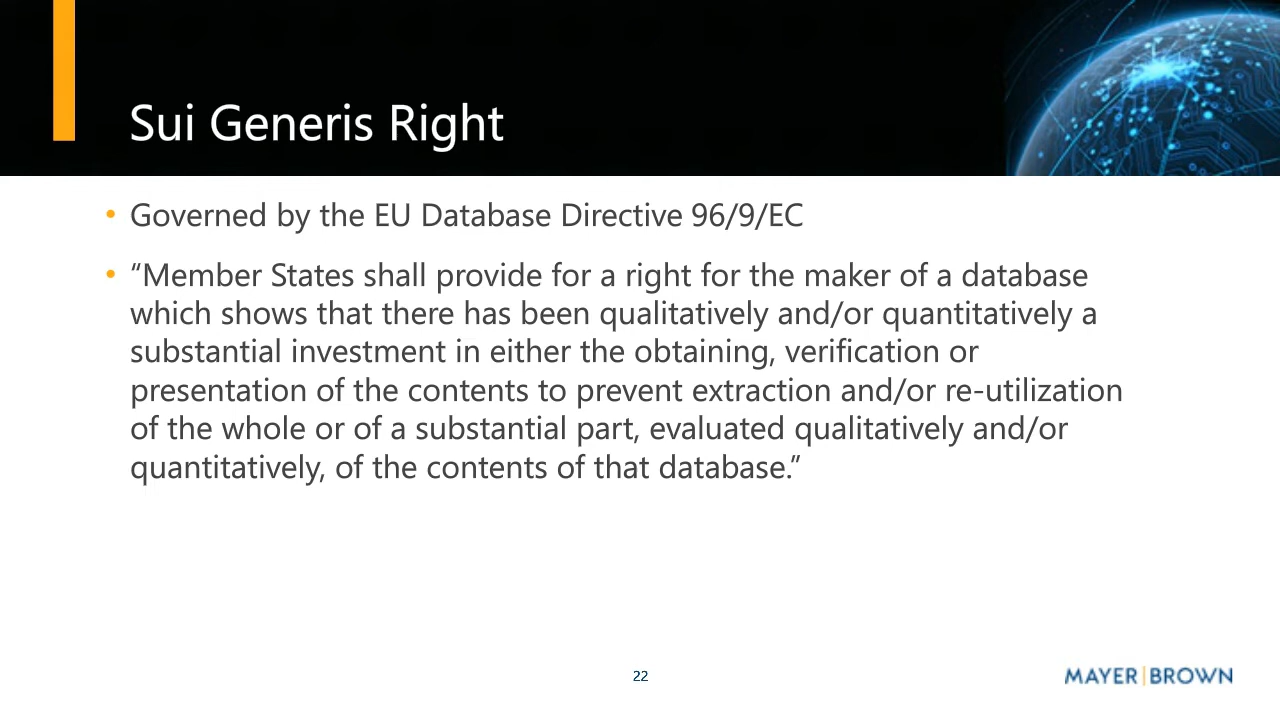 Sui Generis Right
• Governed by the EU Database Directive 96/9/EC
• “Member States shall provide for a right for the maker of a database
which shows that there has been qualitatively and/or quantitatively a
substantial investment in either the obtaining, verification or
presentation of the contents to prevent extraction and/or re-utilization
of the whole or of a substantial part, evaluated qualitatively and/or
quantitatively, of the contents of that database.”
22
MAYER|BROWN